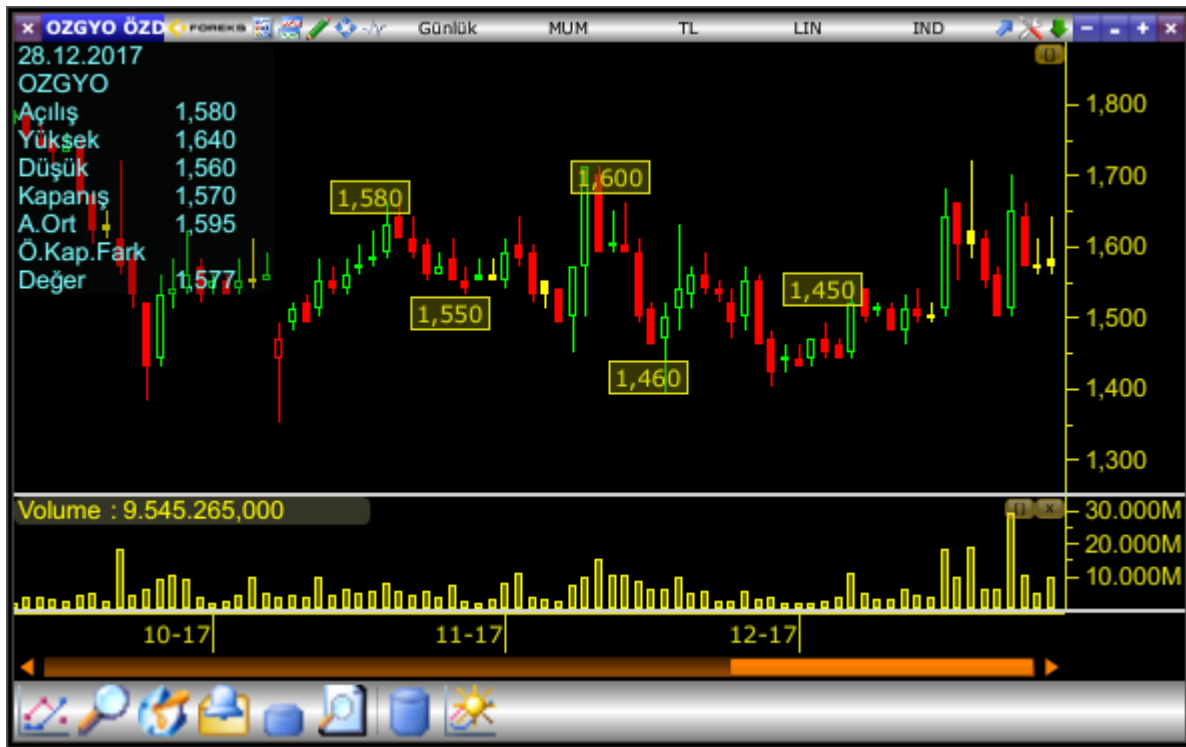 OZGYO ÖZD FOREKS Günlük MUM TL LIN IND
28.12.2017
OZGYO
Açılış 1,580
Yüksek 1,640
Düşük 1,560
Kapanış 1,570
A.Ort 1,595
Ö.Kap.Fark
Değer 1,577
1,580
1,600
1,550
1,450
1,460
1,800
1,700
1,600
1,500
1,400
1,300
Volume : 9.545.265,000
30.000M
20.000M
10.000M
10-17 11-17 12-17